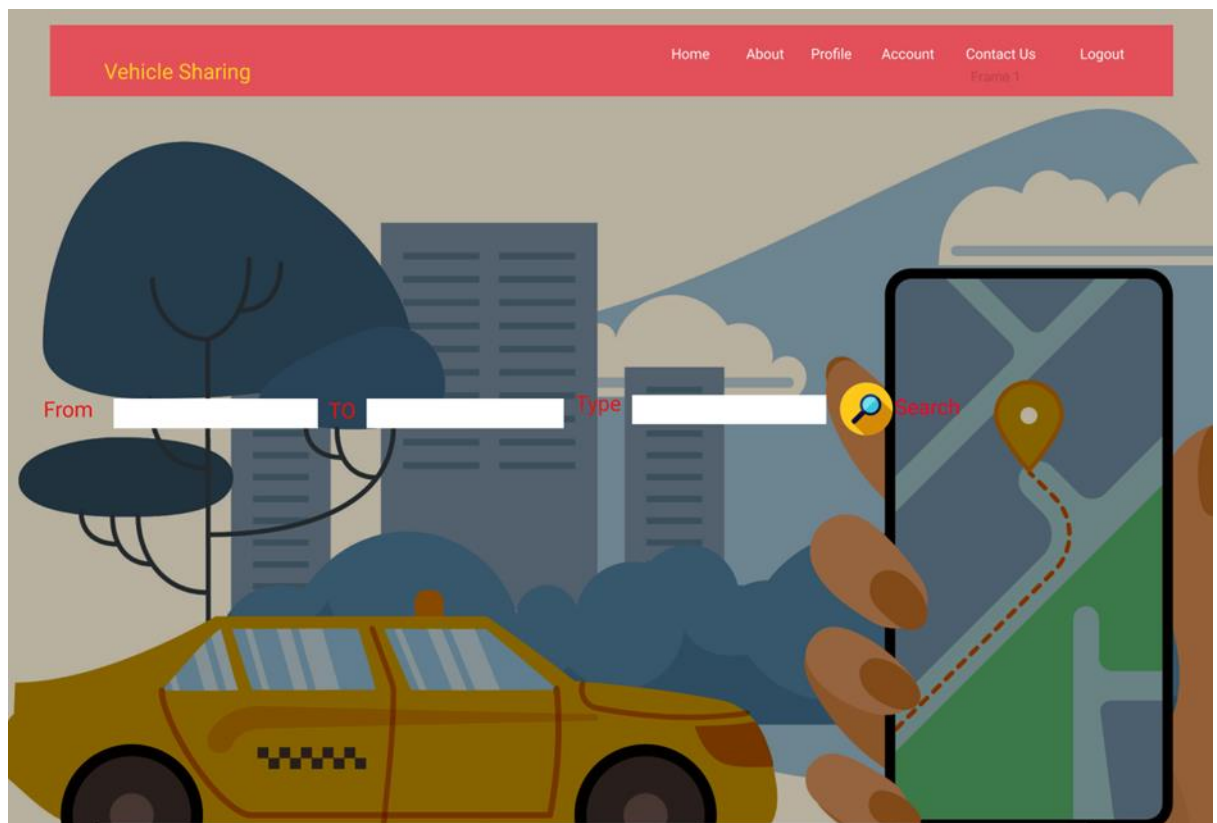 Home About Profile Account Contact Us Logout
Vehicle Sharing
Frame 1
From TO Type Search